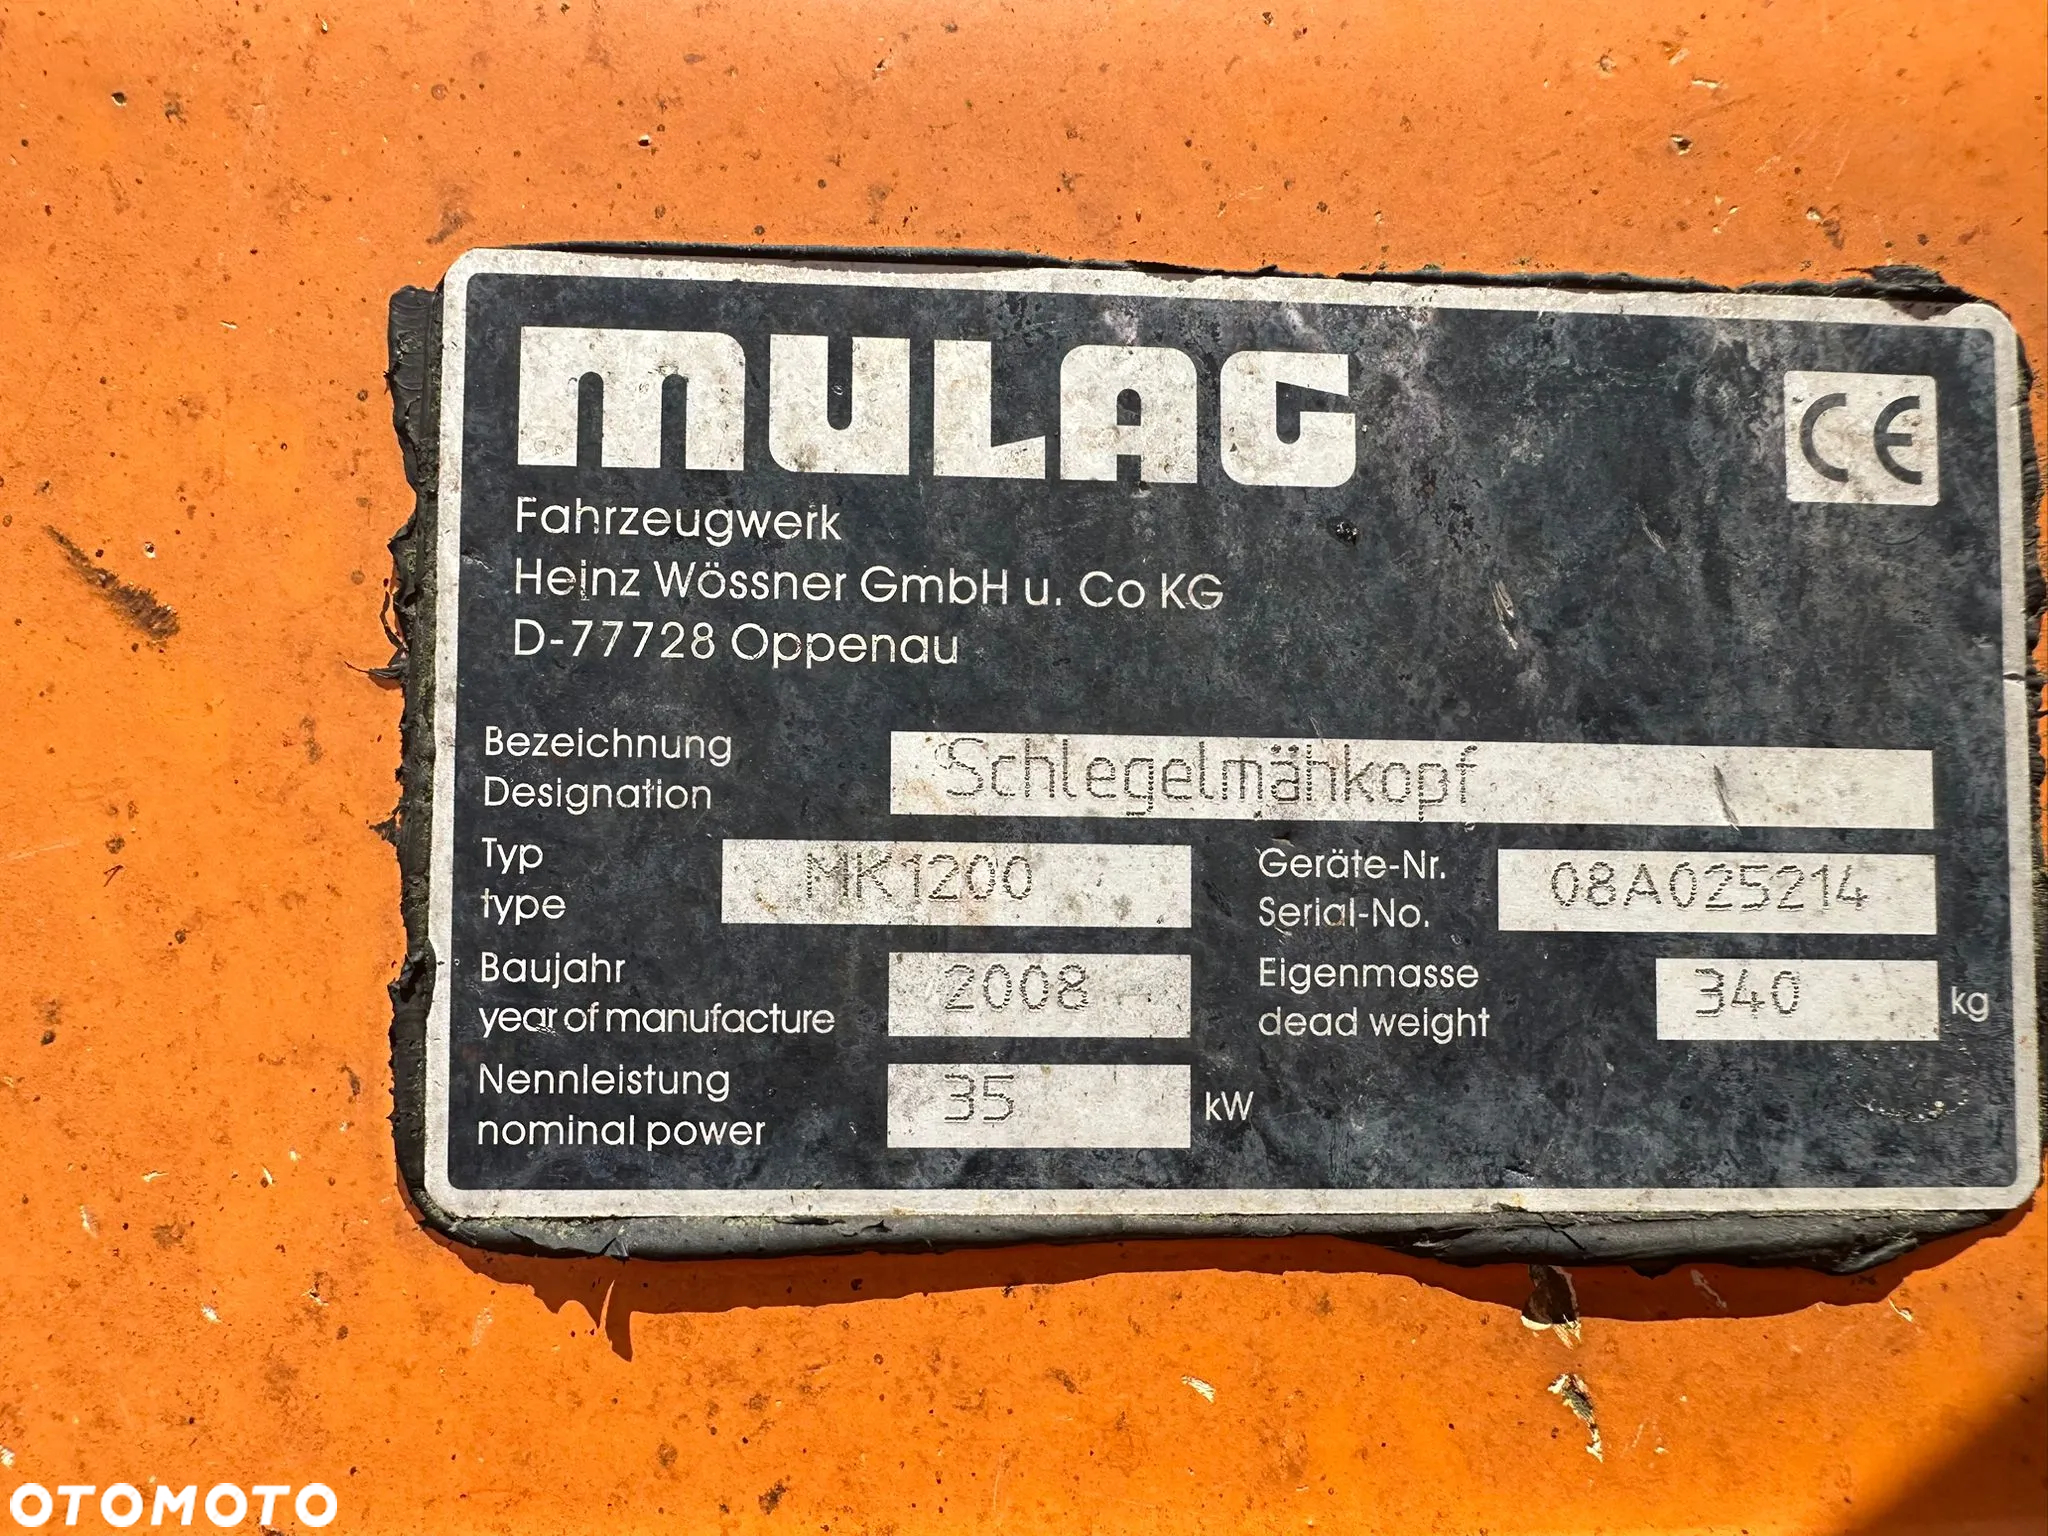 MULAG
CE
Fahrzeugwerk
Heinz Wössner GmbH u. Co KG
D-77728 Oppenau
Bezeichnung
Designation
Schlegelmähkopf
Typ
type
MK1200
Geräte-Nr.
Serial-No.
08A025214
Baujahr
year of manufacture
2008
Eigenmasse
dead weight
340
kg
Nennleistung
nominal power
35
kW
OTOMOTO